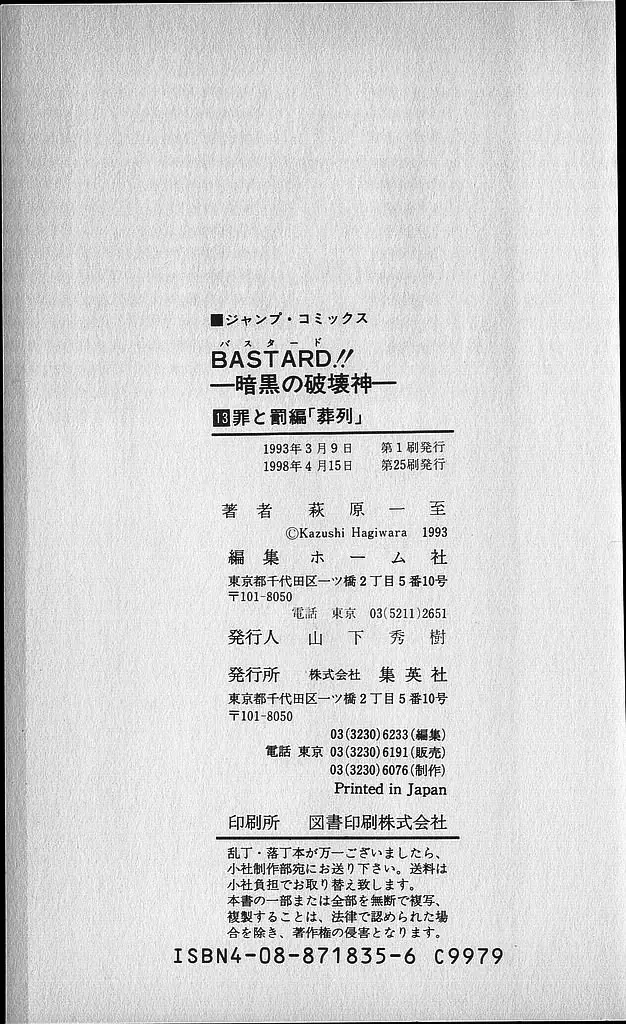 ■ジャンプ・コミックス
バスタード
BASTARD!!
―暗黒の破壊神―
13罪と罰編「葬列」
1993年3月9日 第1刷発行
1998年4月15日 第25刷発行
著者 萩原一至
©Kazushi Hagiwara 1993
編集 ホーム社
東京都千代田区一ツ橋2丁目5番10号
〒101-8050
電話 東京 03(5211)2651
発行人 山下秀樹
発行所 株式会社 集英社
東京都千代田区一ツ橋2丁目5番10号
〒101-8050
03(3230)6233(編集)
電話 東京 03(3230)6191(販売)
03(3230)6076(制作)
Printed in Japan
印刷所 図書印刷株式会社
乱丁・落丁本が万一ございましたら、
小社制作部宛にお送り下さい。送料は
小社負担でお取り替え致します。
本書の一部または全部を無断で複写、
複製することは、法律で認められた場
合を除き、著作権の侵害となります。
ISBN4-08-871835-6 C9979